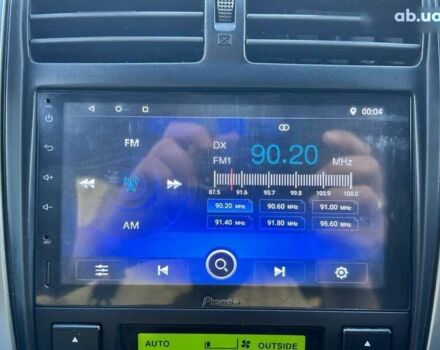 ab.ua
00:04
FM
DX
FM1
90.20
MHz
87.5 91.6 95.7 99.8 103.9 108.0
AM
90.20 MHz 90.60 MHz 91.00 MHz
91.40 MHz 91.80 MHz 96.60 MHz
AUTO
OUTSIDE